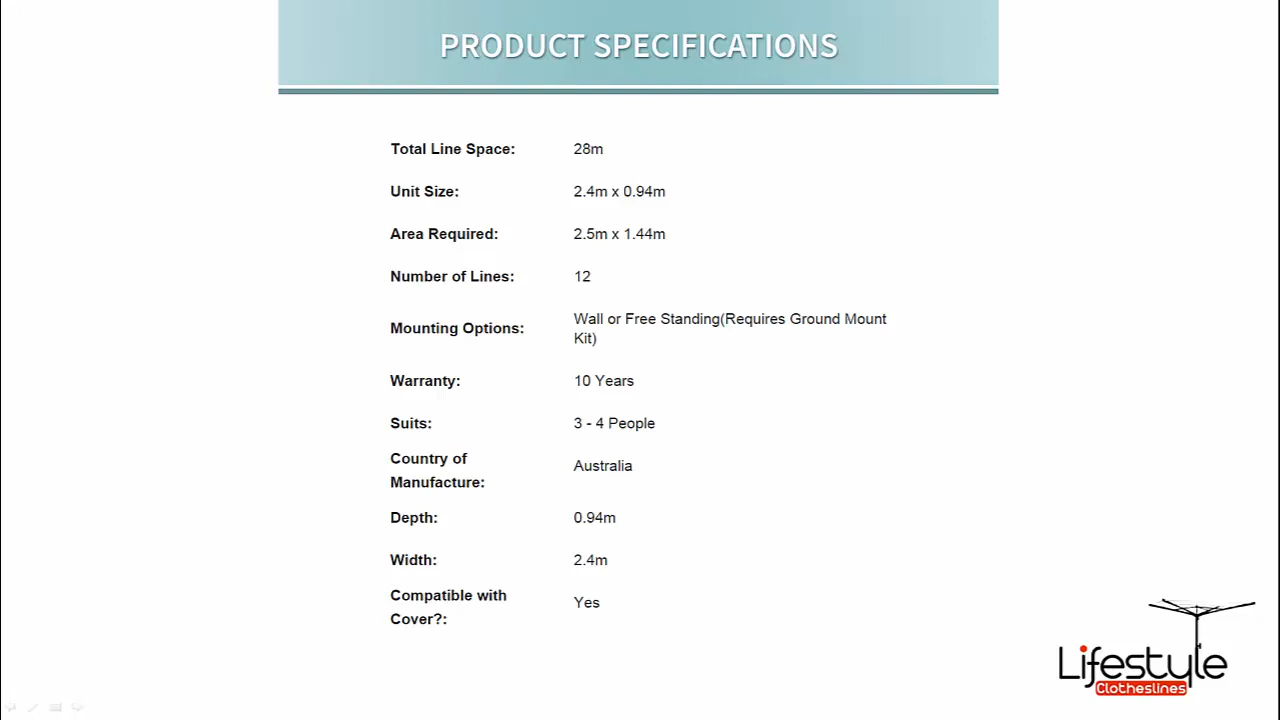 PRODUCT SPECIFICATIONS
Total Line Space: 28m
Unit Size: 2.4m x 0.94m
Area Required: 2.5m x 1.44m
Number of Lines: 12
Mounting Options: Wall or Free Standing(Requires Ground Mount
Kit)
Warranty: 10 Years
Suits: 3 - 4 People
Country of
Manufacture: Australia
Depth: 0.94m
Width: 2.4m
Compatible with
Cover?: Yes
Lifestyle
Clotheslines